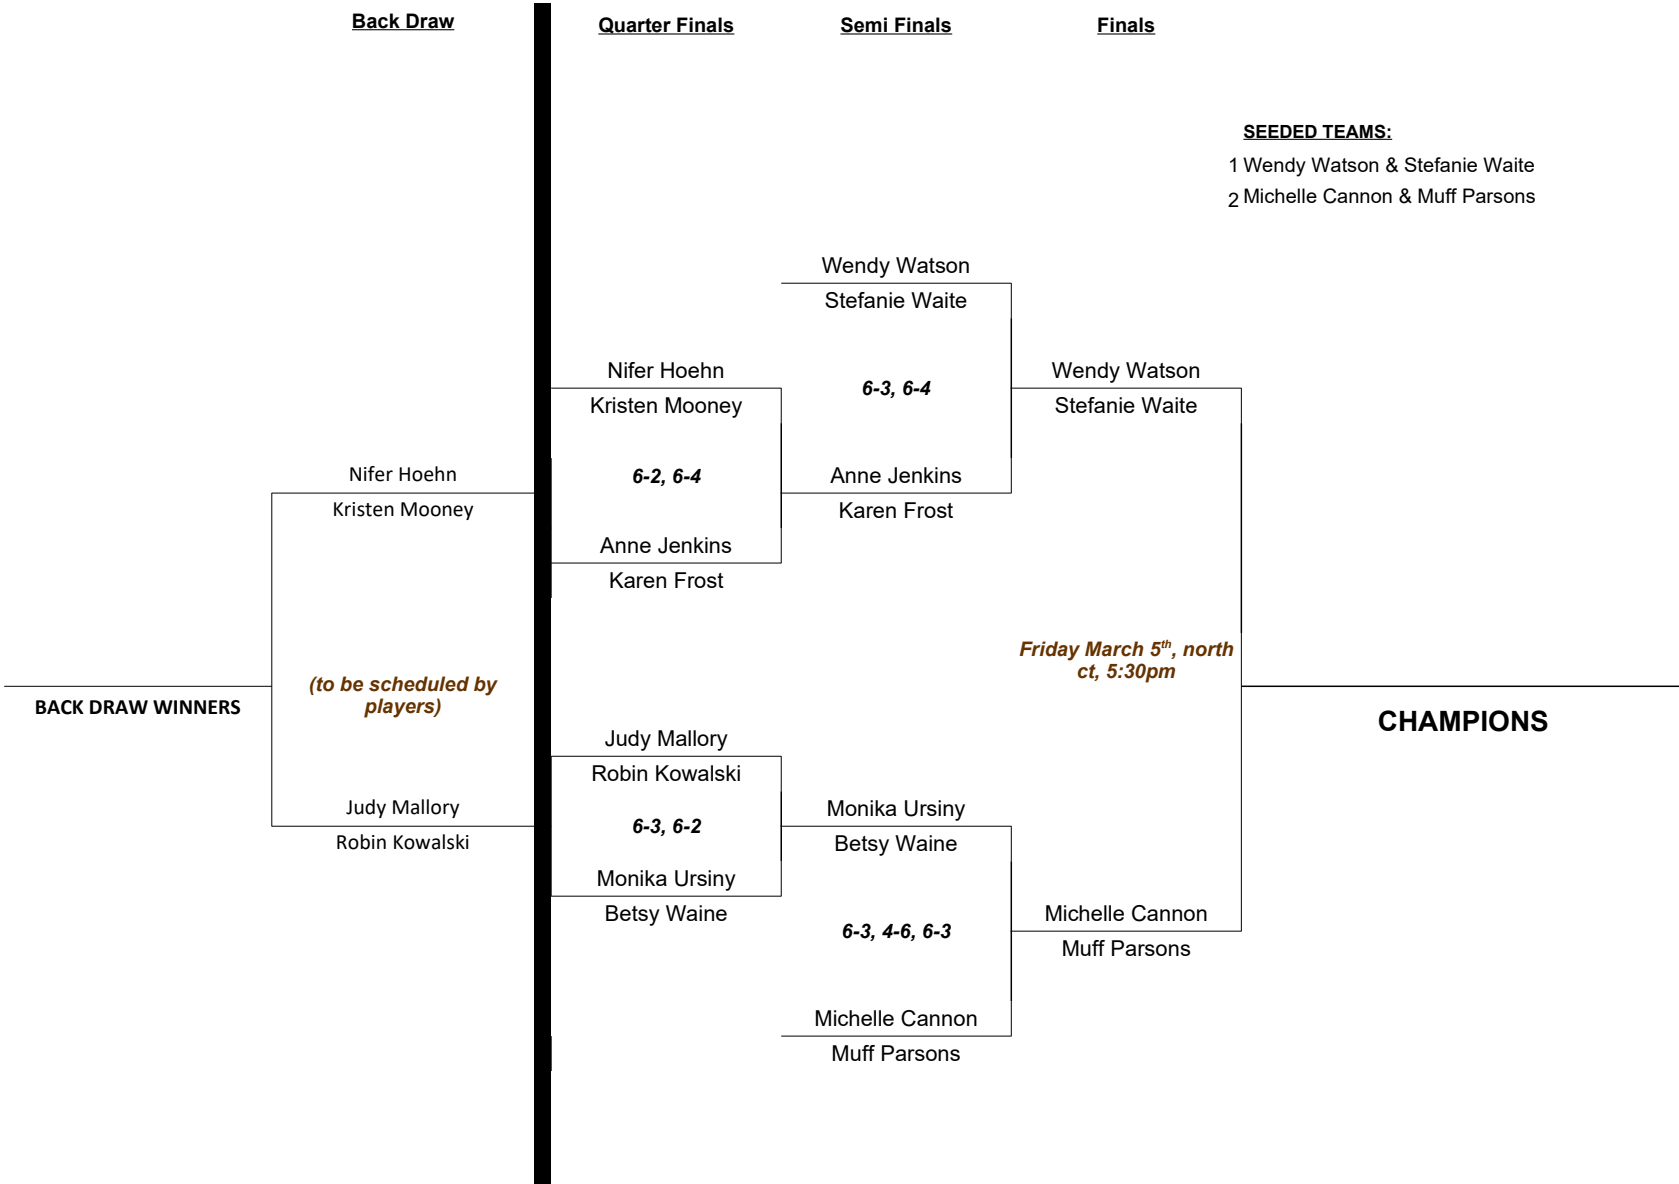 Back Draw
Quarter Finals
Semi Finals
Finals
SEEDED TEAMS:
1 Wendy Watson & Stefanie Waite
2 Michelle Cannon & Muff Parsons
Wendy Watson
Stefanie Waite
Nifer Hoehn
Kristen Mooney
6-3, 6-4
Wendy Watson
Stefanie Waite
Nifer Hoehn
Kristen Mooney
6-2, 6-4
Anne Jenkins
Karen Frost
Anne Jenkins
Karen Frost
Friday March 5th, north
ct, 5:30pm
(to be scheduled by
players)
BACK DRAW WINNERS
CHAMPIONS
Judy Mallory
Robin Kowalski
Judy Mallory
Robin Kowalski
6-3, 6-2
Monika Ursiny
Betsy Waine
Monika Ursiny
Betsy Waine
6-3, 4-6, 6-3
Michelle Cannon
Muff Parsons
Michelle Cannon
Muff Parsons